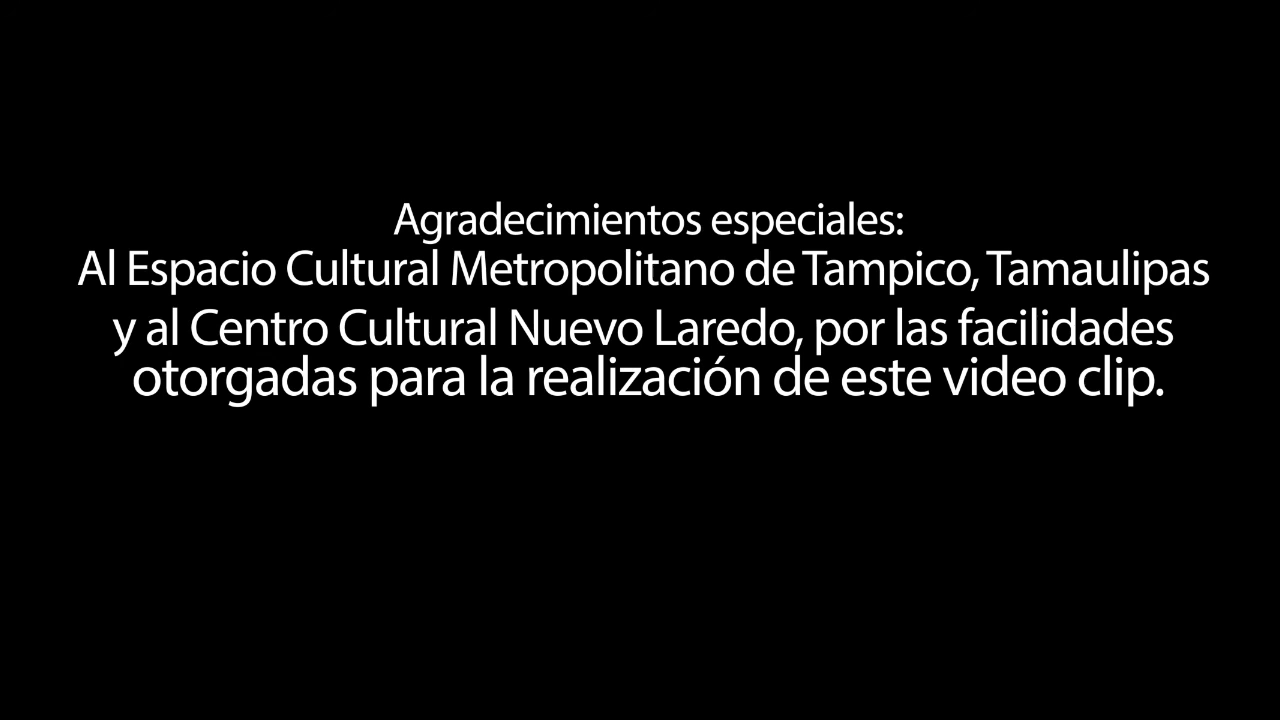 Agradecimientos especiales:
Al Espacio Cultural Metropolitano de Tampico, Tamaulipas
y al Centro Cultural Nuevo Laredo, por las facilidades
otorgadas para la realización de este video clip.